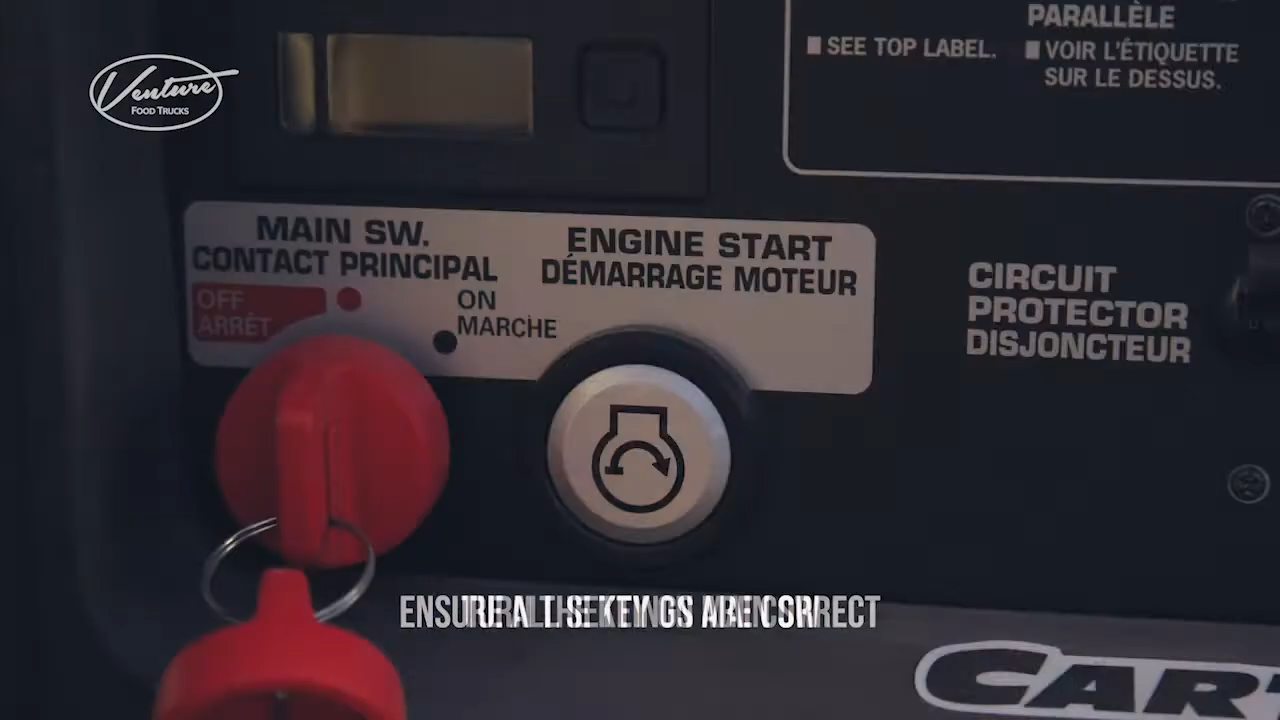 Venture
FOOD TRUCKS
PARALLÈLE
SEE TOP LABEL.
VOIR L'ÉTIQUETTE
SUR LE DESSUS.
MAIN SW.
CONTACT PRINCIPAL
OFF
ARRÊT
ON
MARCHE
ENGINE START
DÉMARRAGE MOTEUR
CIRCUIT
PROTECTOR
DISJONCTEUR